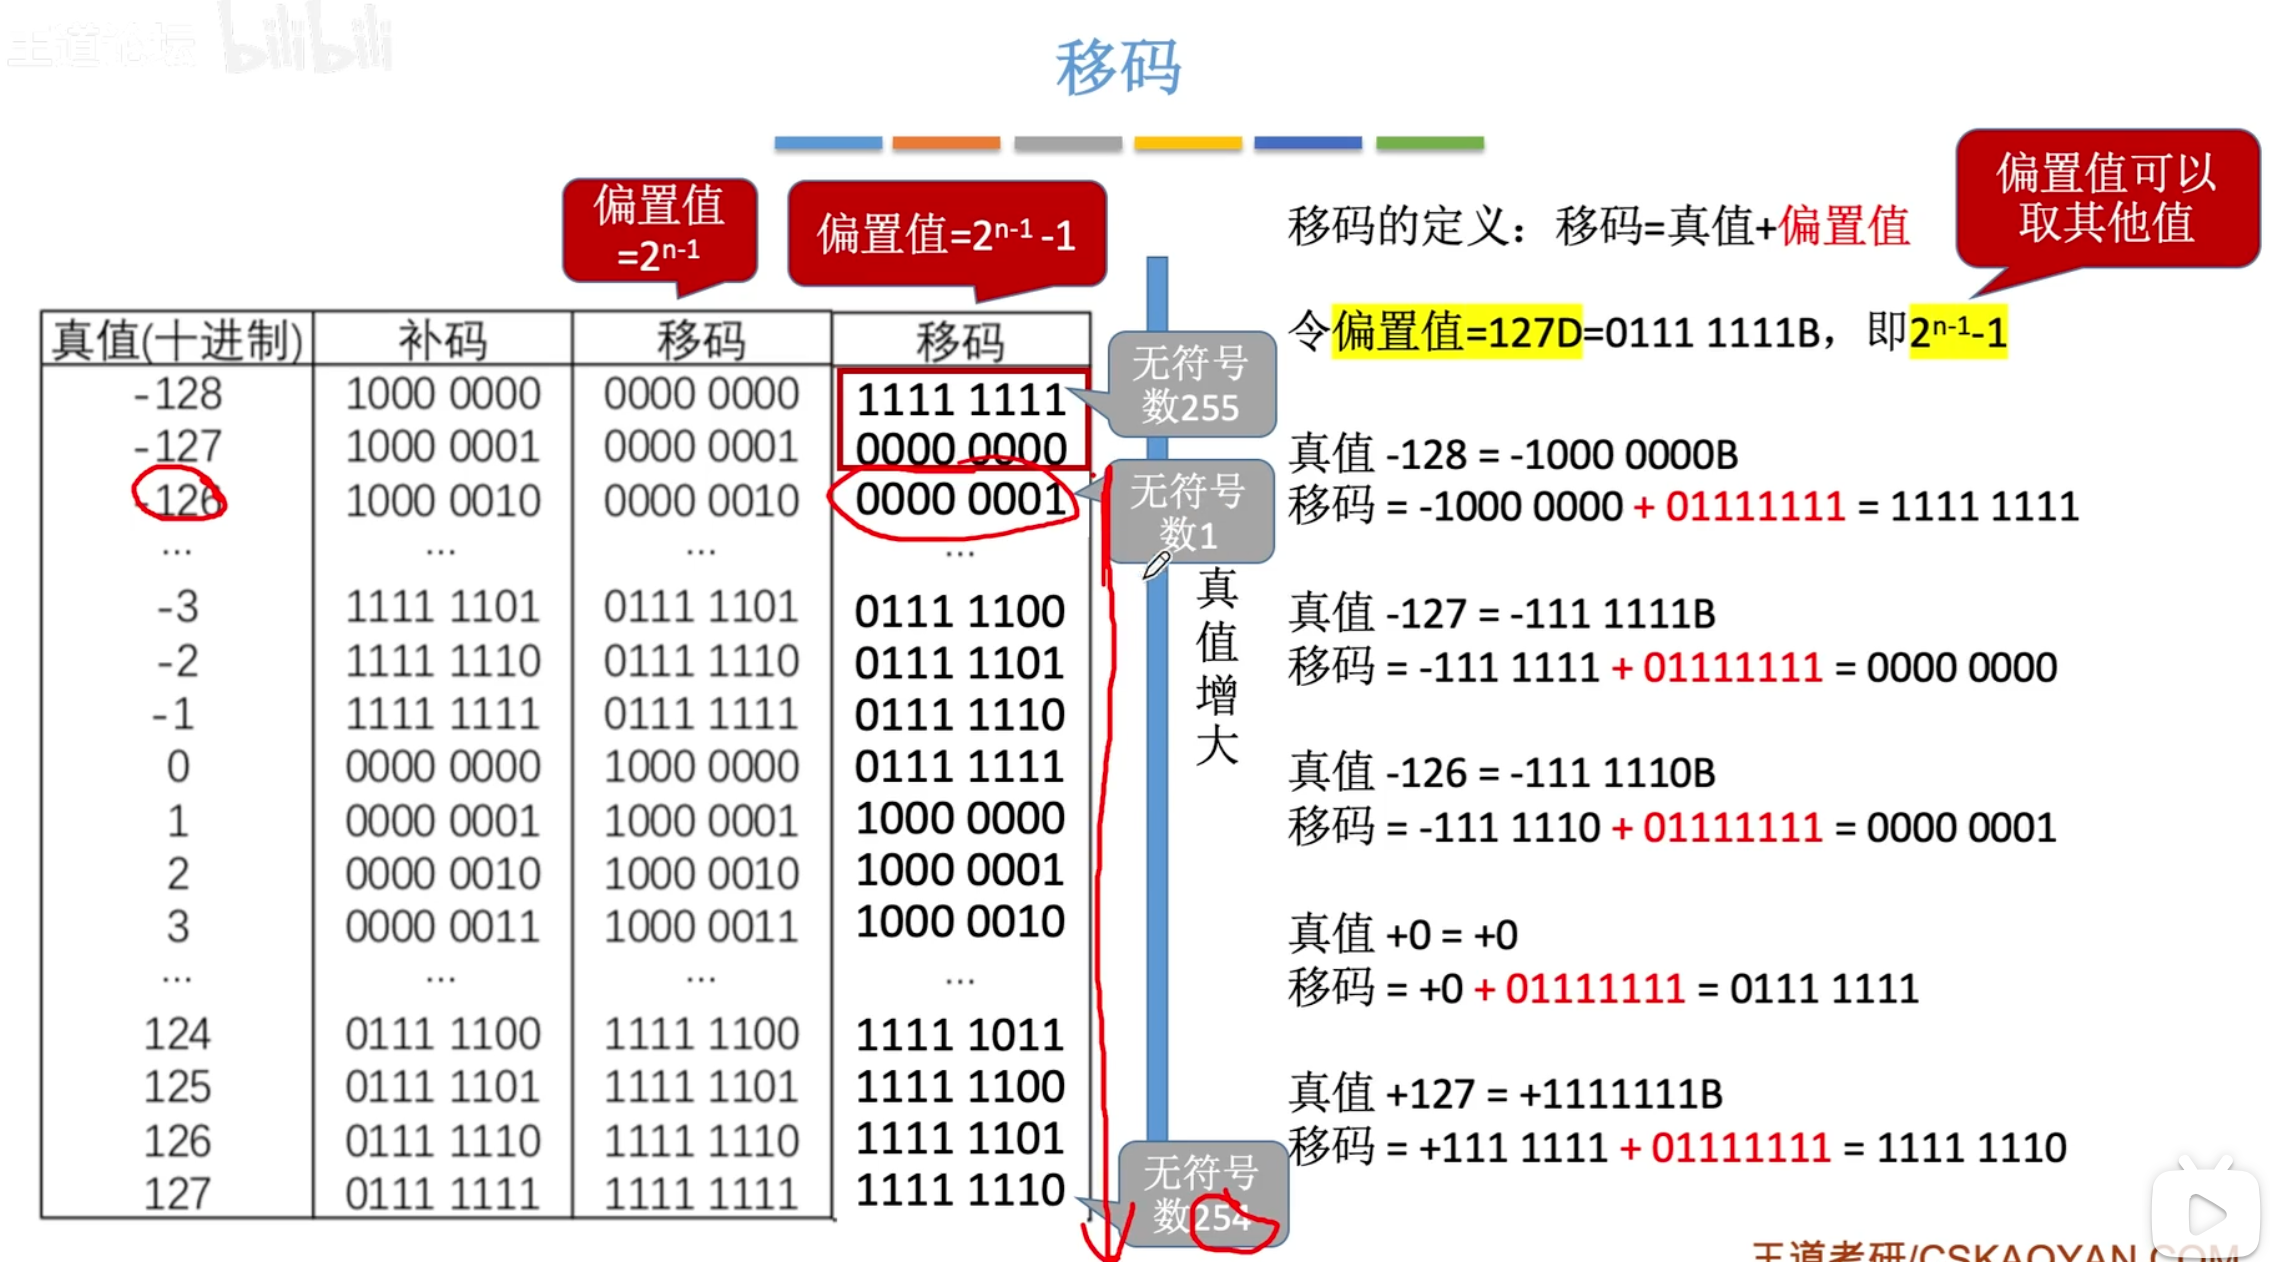 王道论坛 bilibili
移码
偏置值
=2ⁿ⁻¹
偏置值=2ⁿ⁻¹ -1
偏置值可以
取其他值
移码的定义：移码=真值+偏置值
令偏置值=127D=0111 1111B，即2ⁿ⁻¹-1
真值(十进制) 补码 移码 移码
-128 1000 0000 0000 0000 1111 1111
-127 1000 0001 0000 0001 0000 0000
-126 1000 0010 0000 0010 0000 0001
... ... ... ...
-3 1111 1101 0111 1101 0111 1100
-2 1111 1110 0111 1110 0111 1101
-1 1111 1111 0111 1111 0111 1110
0 0000 0000 1000 0000 0111 1111
1 0000 0001 1000 0001 1000 0000
2 0000 0010 1000 0010 1000 0001
3 0000 0011 1000 0011 1000 0010
... ... ... ...
124 0111 1100 1111 1100 1111 1011
125 0111 1101 1111 1101 1111 1100
126 0111 1110 1111 1110 1111 1101
127 0111 1111 1111 1111 1111 1110
无符号
数255
无符号
数1
真
值
增
大
无符号
数254
真值 -128 = -1000 0000B
移码 = -1000 0000 + 01111111 = 1111 1111
真值 -127 = -111 1111B
移码 = -111 1111 + 01111111 = 0000 0000
真值 -126 = -111 1110B
移码 = -111 1110 + 01111111 = 0000 0001
真值 +0 = +0
移码 = +0 + 01111111 = 0111 1111
真值 +127 = +1111111B
移码 = +111 1111 + 01111111 = 1111 1110
王道考研/CSKAOYAN.COM